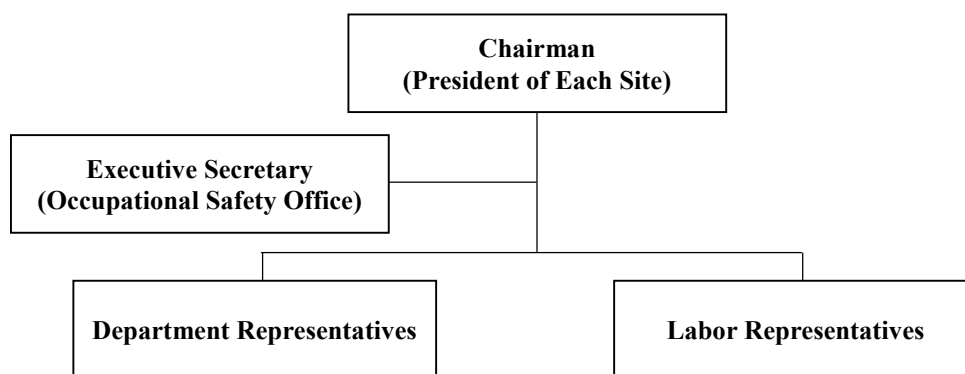 Chairman
(President of Each Site)
Executive Secretary
(Occupational Safety Office)
Department Representatives
Labor Representatives